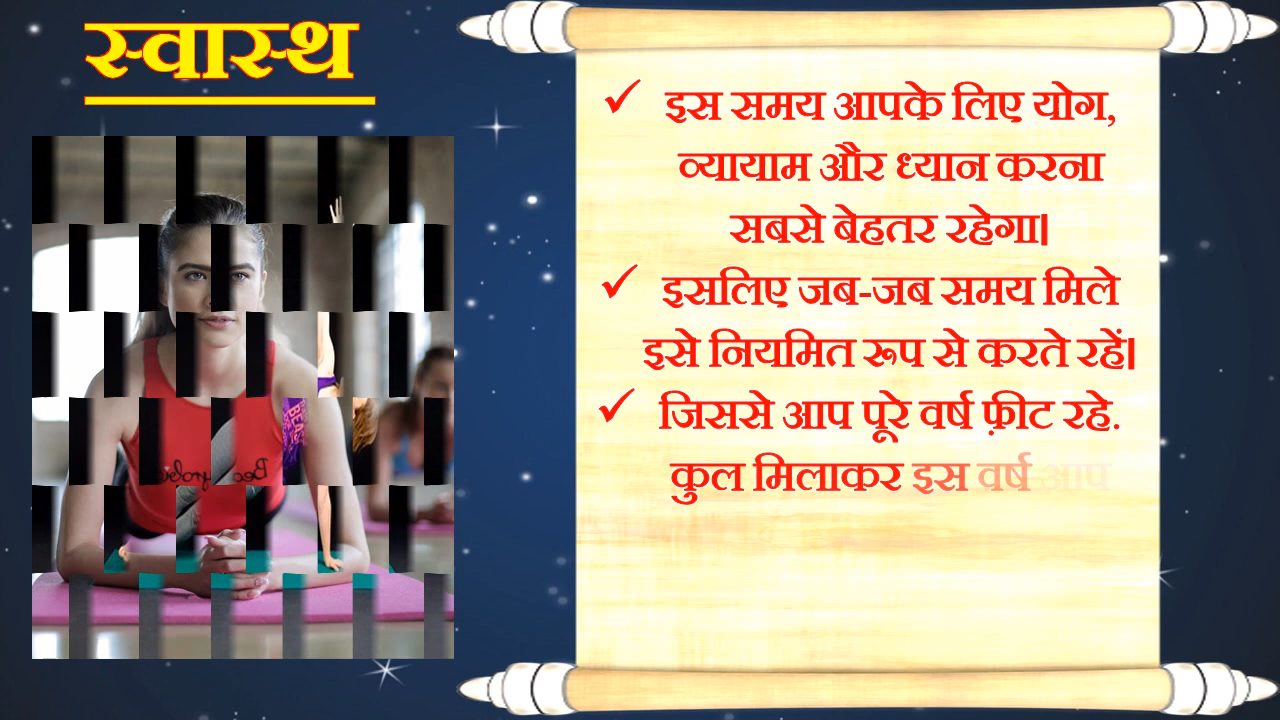 स्वास्थ
✓ इस समय आपके लिए योग,
व्यायाम और ध्यान करना
सबसे बेहतर रहेगा।
✓ इसलिए जब-जब समय मिले
इसे नियमित रूप से करते रहें।
✓ जिससे आप पूरे वर्ष फ़ीट रहे.
कुल मिलाकर इस वर्ष आप